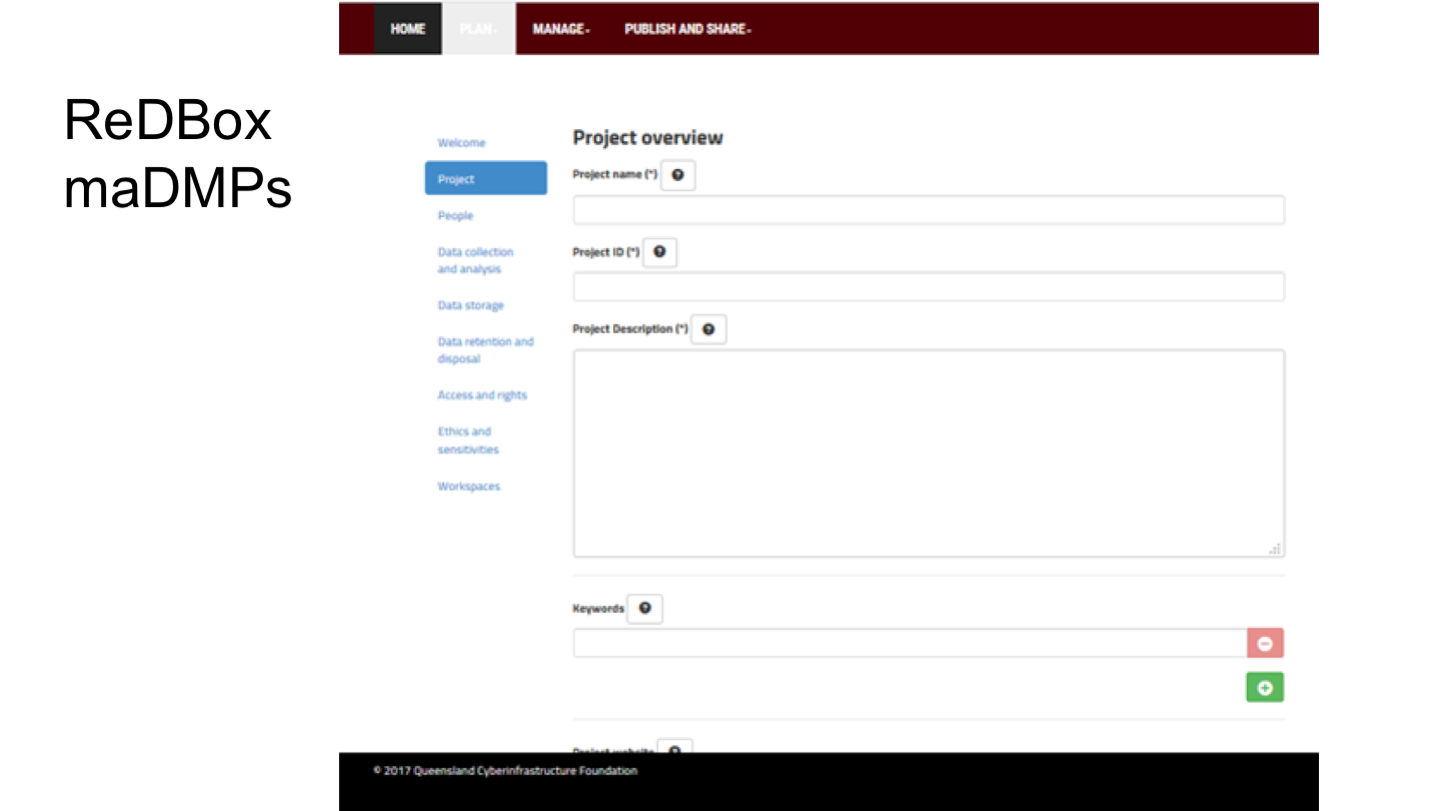 ReDBox
maDMPs
HOME
PLAN
MANAGE
PUBLISH AND SHARE
Welcome
Project
People
Data collection
and analysis
Data storage
Data retention and
disposal
Access and rights
Ethics and
sensitivities
Workspaces
Project overview
Project name (*)
Project ID (*)
Project Description (*)
Keywords
Project website
© 2017 Queensland Cyberinfrastructure Foundation